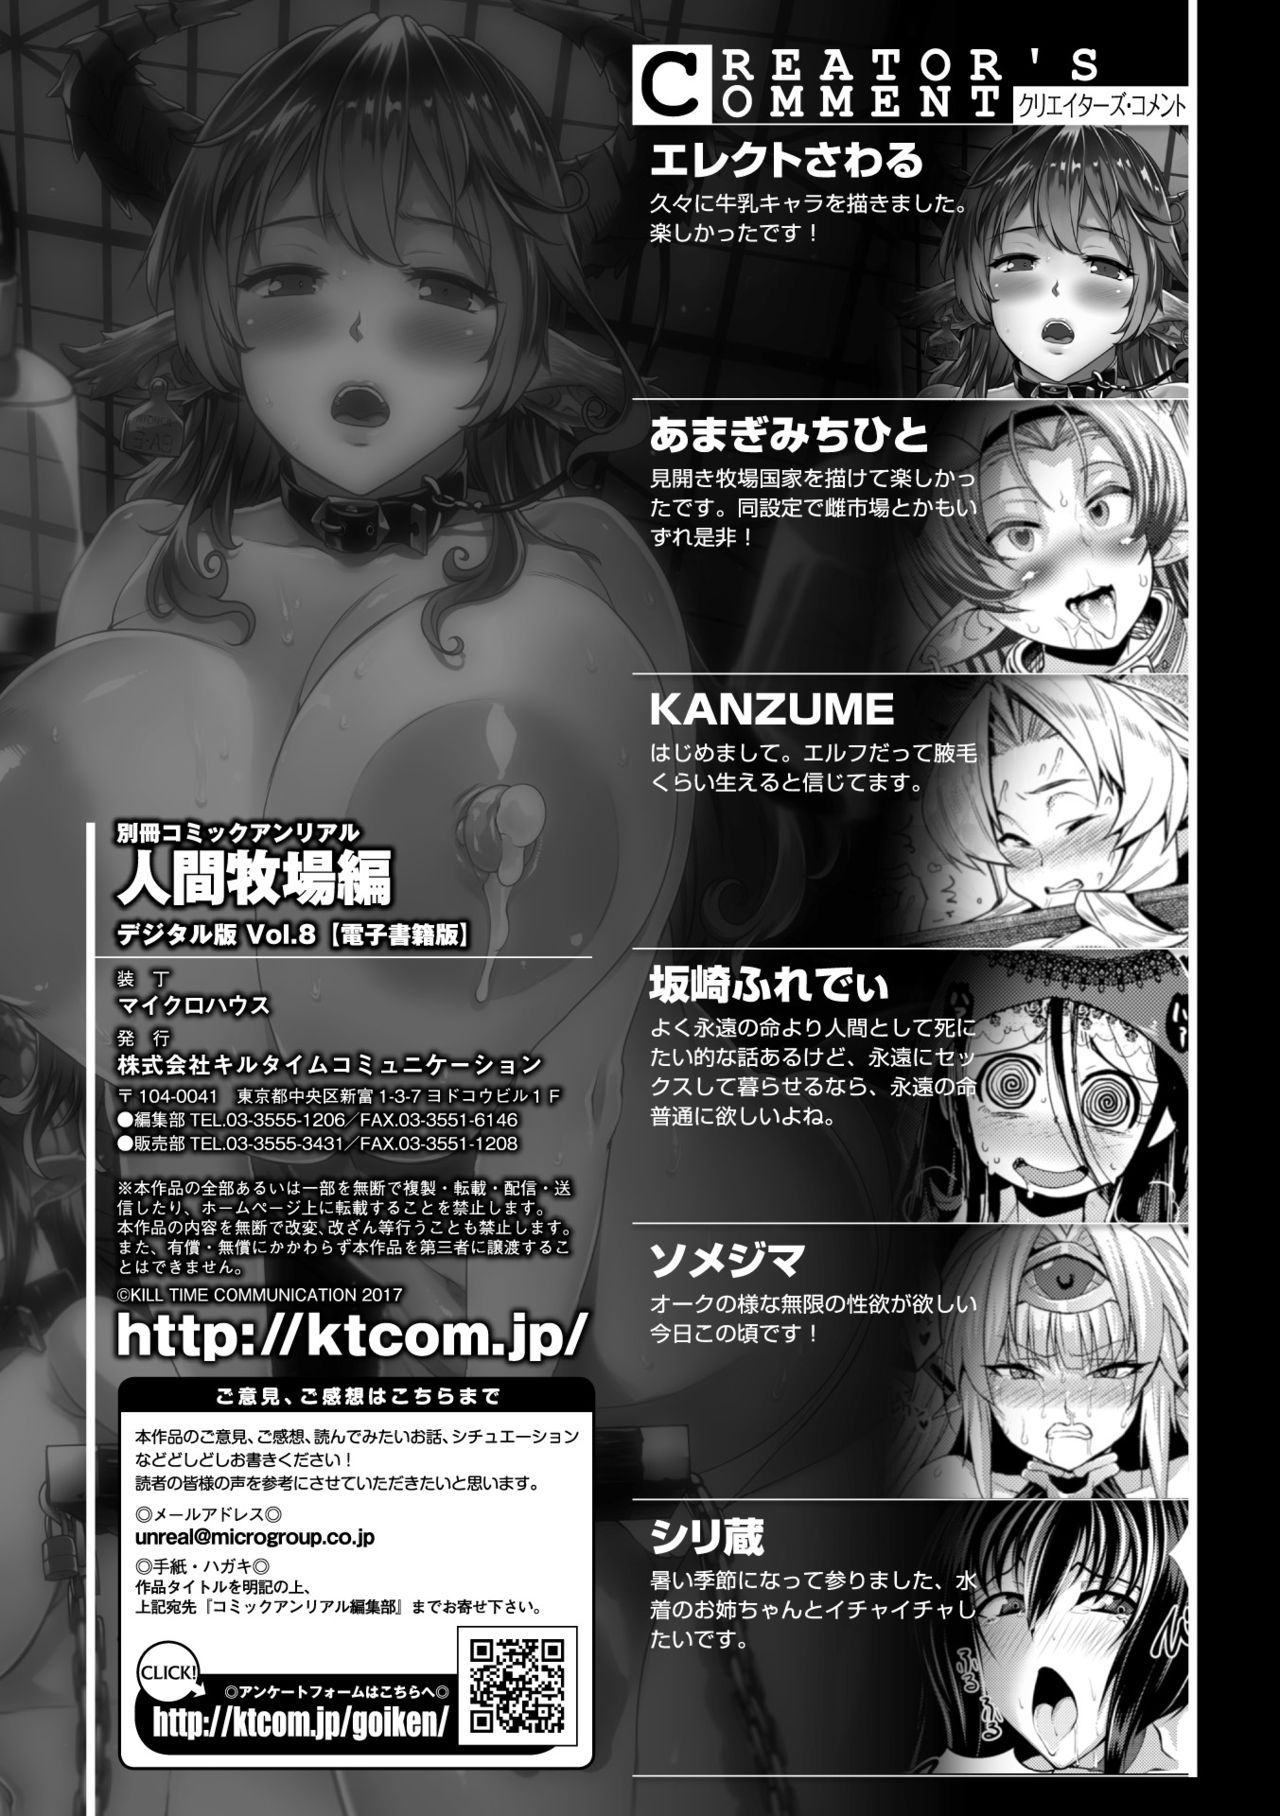 CREATOR'S
COMMENT クリエイターズ・コメント
エレクトさわる
久々に牛乳キャラを描きました。
楽しかったです！
あまぎみちひと
見開き牧場国家を描けて楽しかっ
たです。同設定で雌市場とかもい
ずれ是非！
KANZUME
はじめまして。エルフだって腋毛
くらい生えると信じてます。
坂崎ふれでぃ
よく永遠の命より人間として死に
たい的な話あるけど、永遠にセッ
クスして暮らせるなら、永遠の命
普通に欲しいよね。
ソメジマ
オークの様な無限の性欲が欲しい
今日この頃です！
シリ蔵
暑い季節になって参りました、水
着のお姉ちゃんとイチャイチャし
たいです。
ふるふる
別冊コミックアンリアル
人間牧場編
デジタル版 Vol.8【電子書籍版】
装　丁
マイクロハウス
発　行
株式会社キルタイムコミュニケーション
〒104-0041　東京都中央区新富1-3-7 ヨドコウビル１Ｆ
●編集部 TEL.03-3555-1206／FAX.03-3551-6146
●販売部 TEL.03-3555-3431／FAX.03-3551-1208
※本作品の全部あるいは一部を無断で複製・転載・配信・送
信したり、ホームページ上に転載することを禁止します。
本作品の内容を無断で改変、改ざん等行うことも禁止します。
また、有償・無償にかかわらず本作品を第三者に譲渡するこ
とはできません。
©KILL TIME COMMUNICATION 2017
http://ktcom.jp/
ご意見、ご感想はこちらまで
本作品のご意見、ご感想、読んでみたいお話、シチュエーション
などどしどしお書きください！
読者の皆様の声を参考にさせていただきたいと思います。
◎メールアドレス◎
unreal@microgroup.co.jp
◎手紙・ハガキ◎
作品タイトルを明記の上、
上記宛先『コミックアンリアル編集部』までお寄せ下さい。
CLICK!
◎アンケートフォームはこちらへ◎
http://ktcom.jp/goiken/